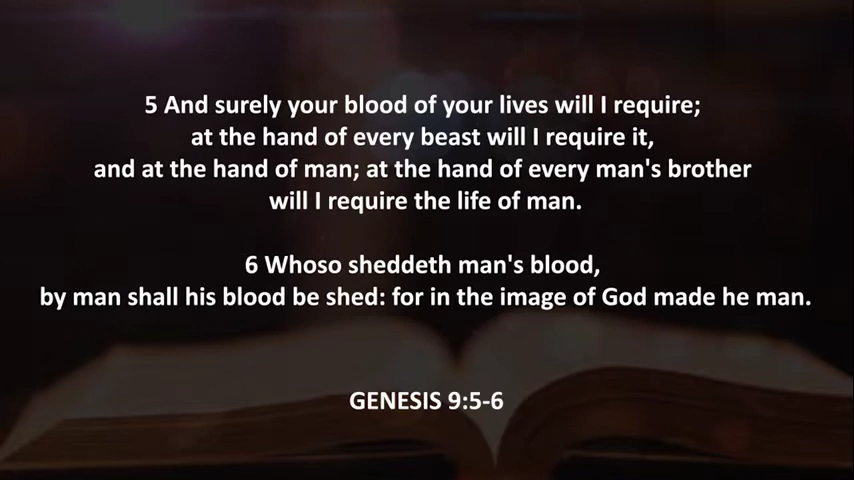 5 And surely your blood of your lives will I require;
at the hand of every beast will I require it,
and at the hand of man; at the hand of every man's brother
will I require the life of man.
6 Whoso sheddeth man's blood,
by man shall his blood be shed: for in the image of God made he man.
GENESIS 9:5-6